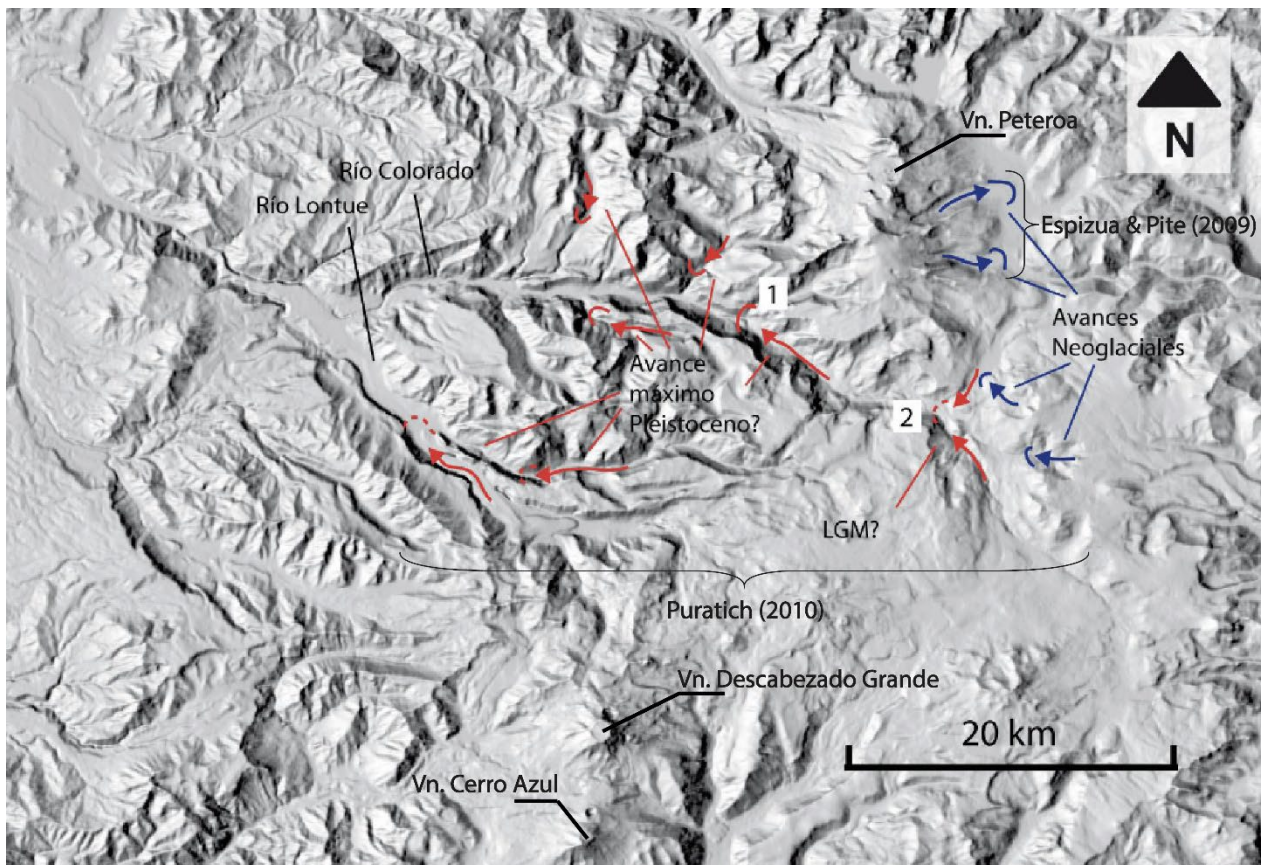 N
Vn. Peteroa
Río Colorado
Río Lontue
Espizua & Pite (2009)
1
Avances
Neoglaciales
Avance
máximo
Pleistoceno?
2
LGM?
Puratich (2010)
Vn. Descabezado Grande
20 km
Vn. Cerro Azul